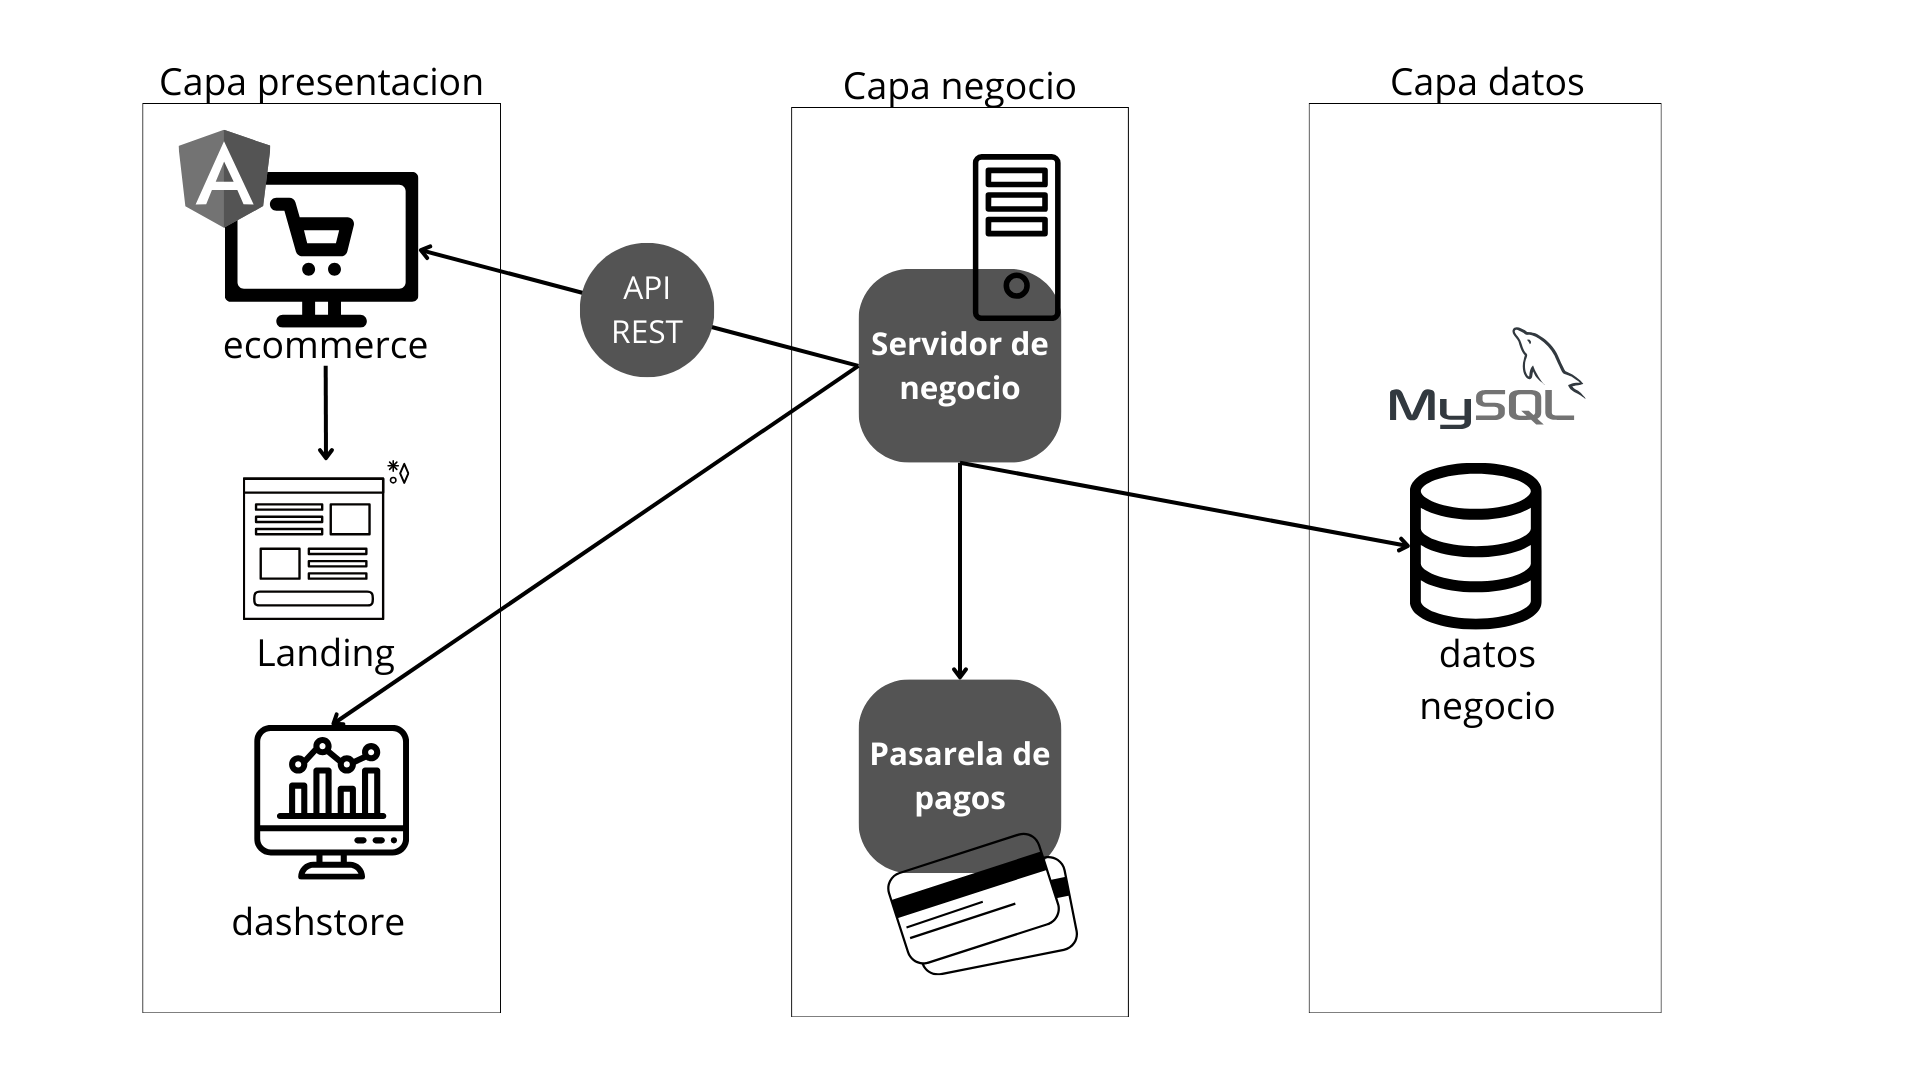 Capa presentacion
A
ecommerce
Landing
dashstore
API
REST
Capa negocio
Servidor de
negocio
Pasarela de
pagos
Capa datos
MySQL
datos
negocio